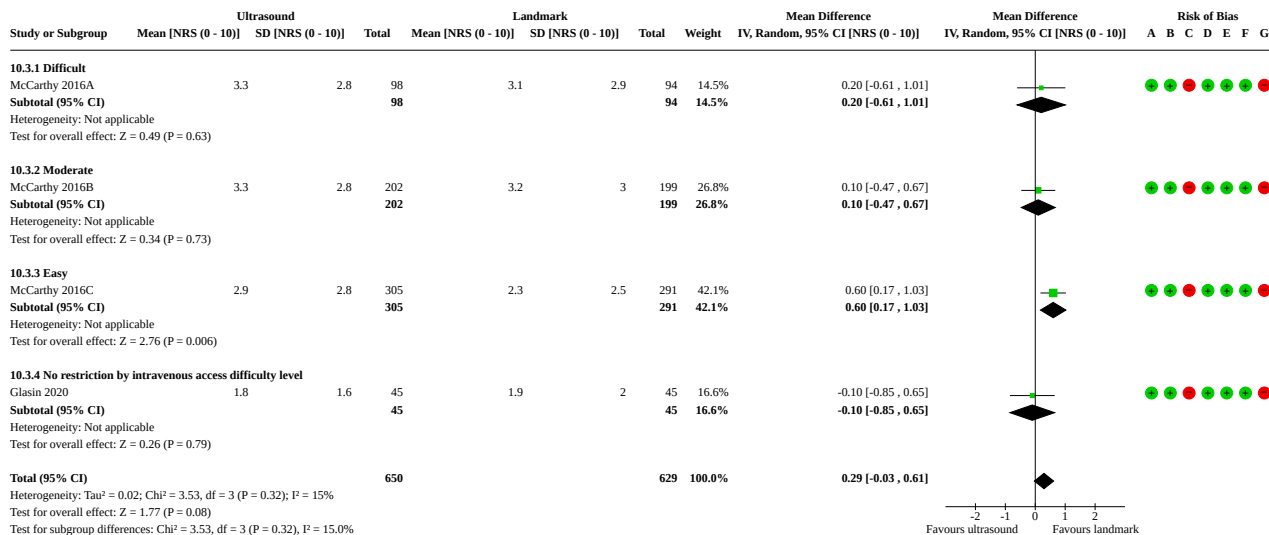 Ultrasound Landmark Mean Difference Mean Difference Risk of Bias
Study or Subgroup Mean [NRS (0 - 10)] SD [NRS (0 - 10)] Total Mean [NRS (0 - 10)] SD [NRS (0 - 10)] Total Weight IV, Random, 95% CI [NRS (0 - 10)] IV, Random, 95% CI [NRS (0 - 10)] A B C D E F G
10.3.1 Difficult
McCarthy 2016A 3.3 2.8 98 3.1 2.9 94 14.5% 0.20 [-0.61 , 1.01] + + − + + + −
Subtotal (95% CI) 98 94 14.5% 0.20 [-0.61 , 1.01]
Heterogeneity: Not applicable
Test for overall effect: Z = 0.49 (P = 0.63)
10.3.2 Moderate
McCarthy 2016B 3.3 2.8 202 3.2 3 199 26.8% 0.10 [-0.47 , 0.67] + + − + + + −
Subtotal (95% CI) 202 199 26.8% 0.10 [-0.47 , 0.67]
Heterogeneity: Not applicable
Test for overall effect: Z = 0.34 (P = 0.73)
10.3.3 Easy
McCarthy 2016C 2.9 2.8 305 2.3 2.5 291 42.1% 0.60 [0.17 , 1.03] + + − + + + −
Subtotal (95% CI) 305 291 42.1% 0.60 [0.17 , 1.03]
Heterogeneity: Not applicable
Test for overall effect: Z = 2.76 (P = 0.006)
10.3.4 No restriction by intravenous access difficulty level
Glasin 2020 1.8 1.6 45 1.9 2 45 16.6% -0.10 [-0.85 , 0.65] + + − + + + −
Subtotal (95% CI) 45 45 16.6% -0.10 [-0.85 , 0.65]
Heterogeneity: Not applicable
Test for overall effect: Z = 0.26 (P = 0.79)
Total (95% CI) 650 629 100.0% 0.29 [-0.03 , 0.61]
Heterogeneity: Tau² = 0.02; Chi² = 3.53, df = 3 (P = 0.32); I² = 15%
Test for overall effect: Z = 1.77 (P = 0.08)
-2 -1 0 1 2
Test for subgroup differences: Chi² = 3.53, df = 3 (P = 0.32), I² = 15.0% Favours ultrasound Favours landmark